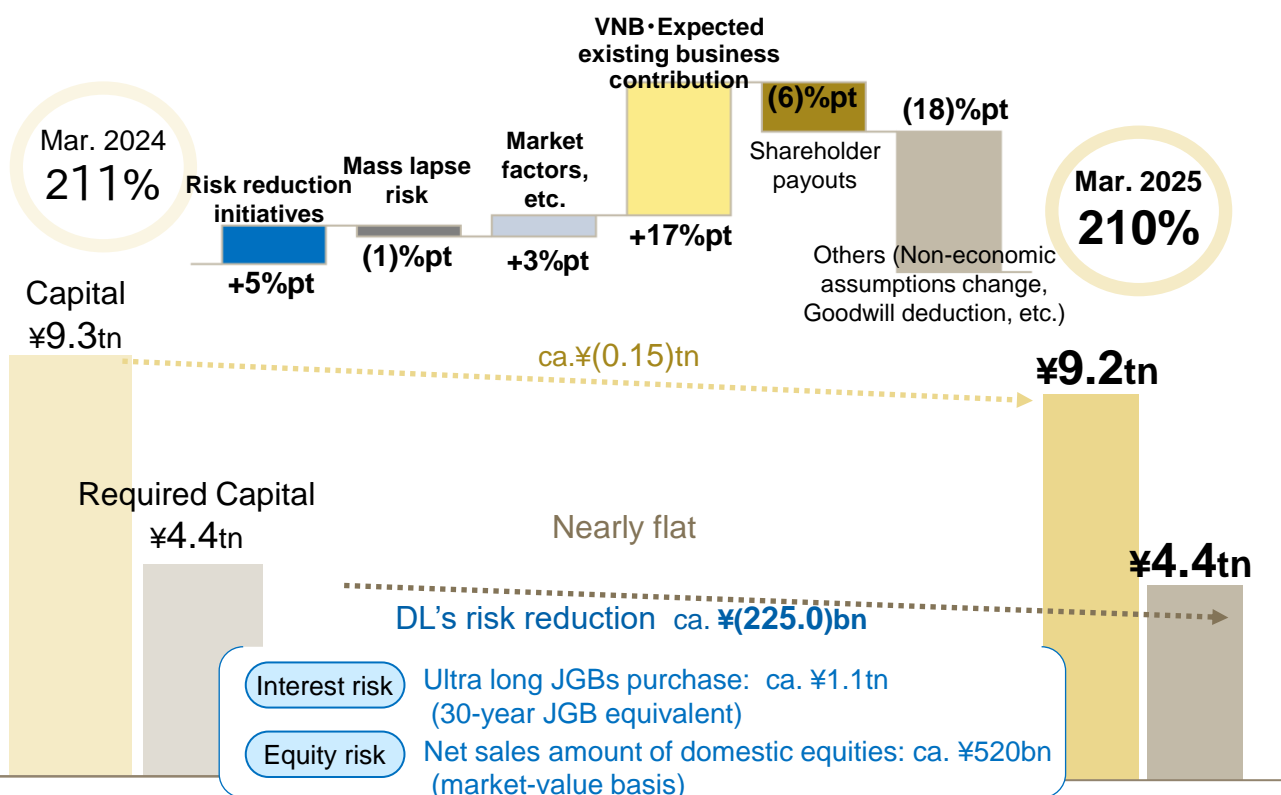 VNB・Expected
existing business
contribution
Mar. 2024
211%
Risk reduction
initiatives
+5%pt
Mass lapse
risk
(1)%pt
Market
factors,
etc.
+3%pt
+17%pt
(6)%pt
Shareholder
payouts
(18)%pt
Others (Non-economic
assumptions change,
Goodwill deduction, etc.)
Mar. 2025
210%
Capital
¥9.3tn
ca.¥(0.15)tn
¥9.2tn
Required Capital
¥4.4tn
Nearly flat
¥4.4tn
DL's risk reduction ca. ¥(225.0)bn
Interest risk
Ultra long JGBs purchase: ca. ¥1.1tn
(30-year JGB equivalent)
Equity risk
Net sales amount of domestic equities: ca. ¥520bn
(market-value basis)